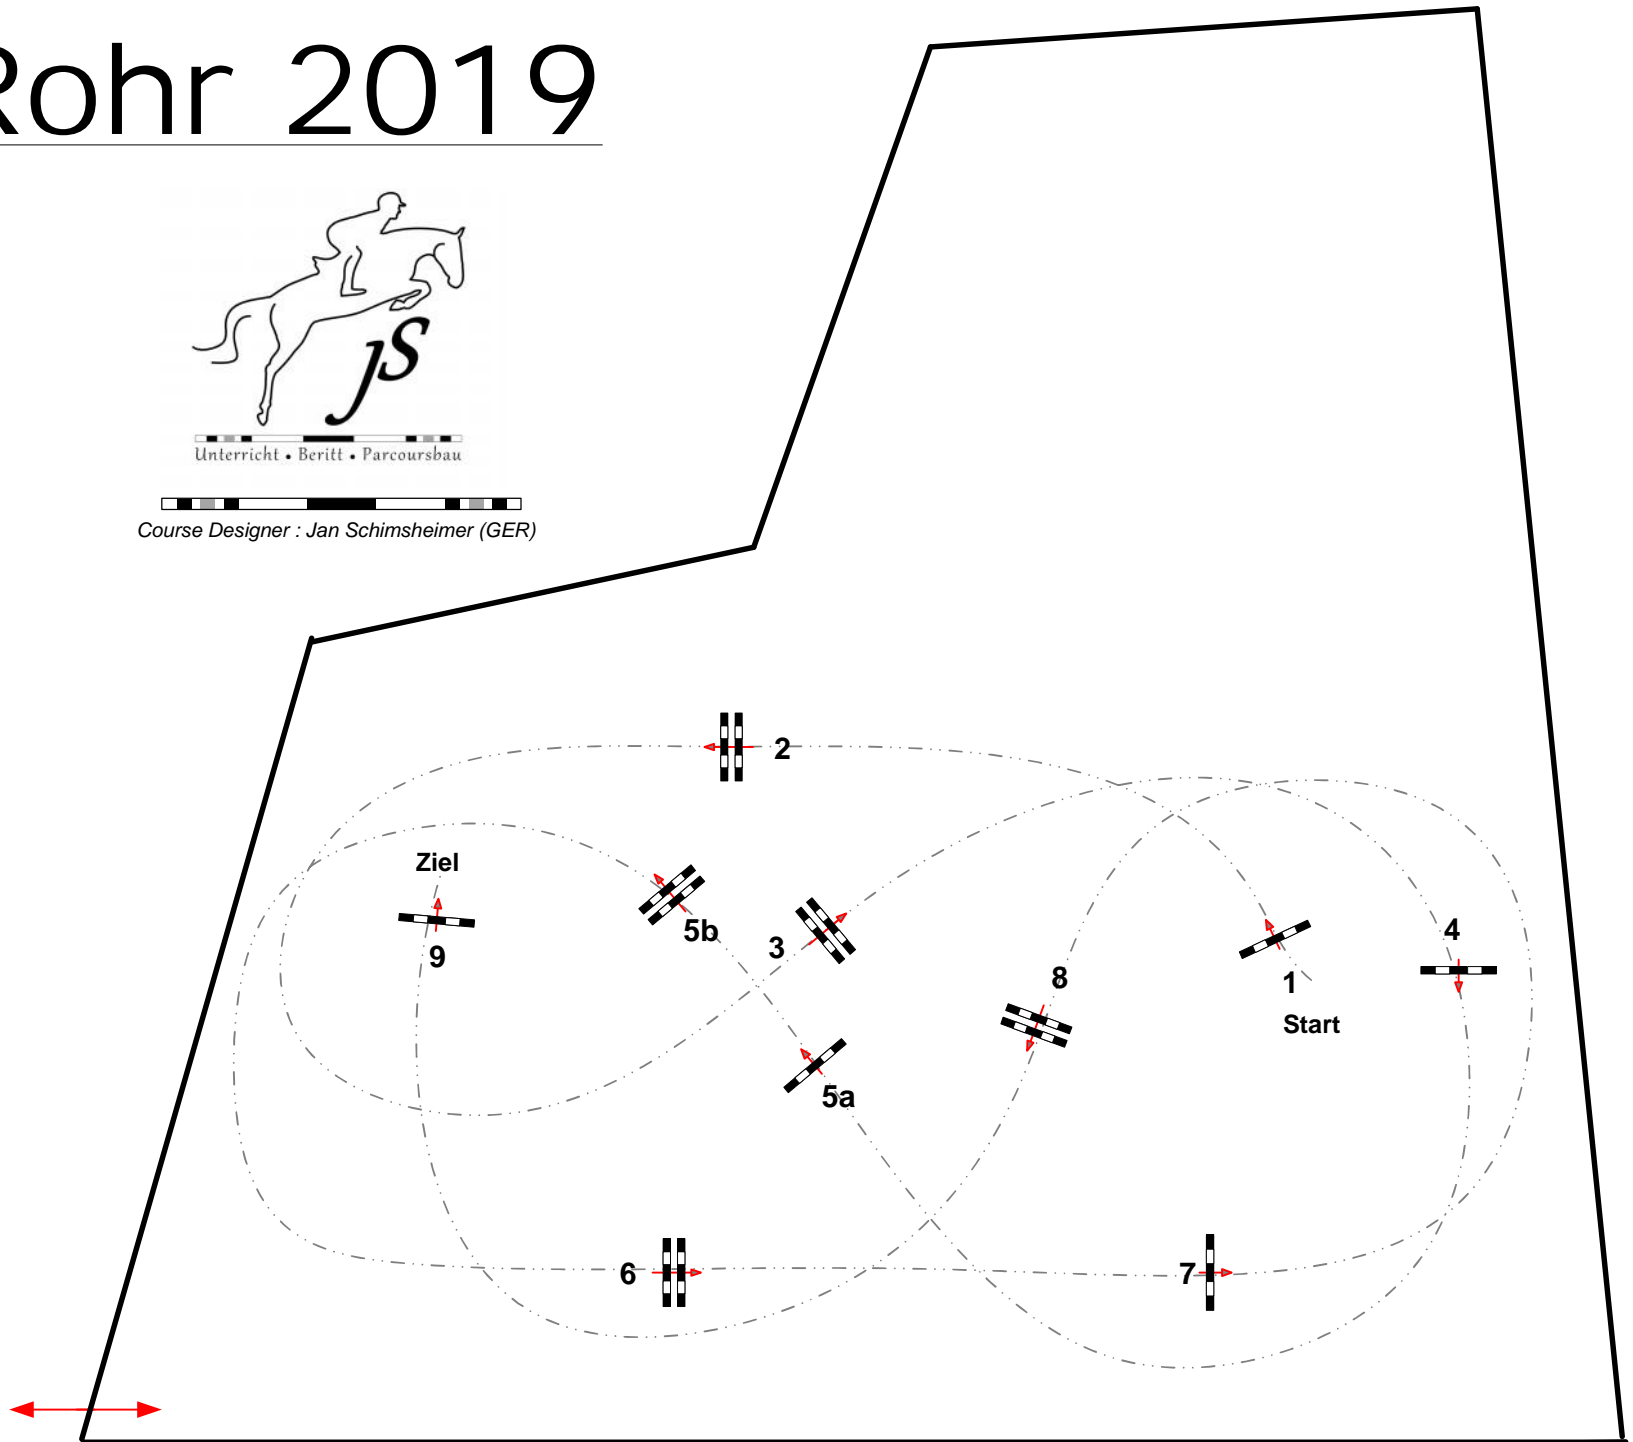 Rohr 2019
JS
Unterricht • Beritt • Parcoursbau
Course Designer : Jan Schimsheimer (GER)
2
Ziel
9
5b
3
8
4
1
Start
5a
6
7